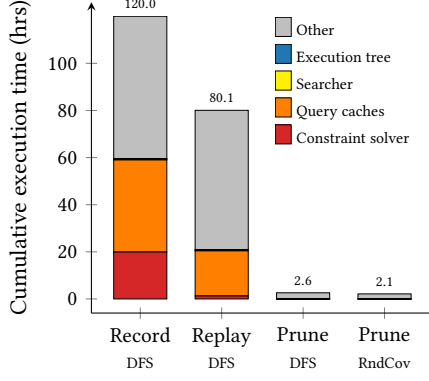 Cumulative execution time (hrs)
100
80
60
40
20
0
120.0
80.1
2.6
2.1
Other
Execution tree
Searcher
Query caches
Constraint solver
Record
Replay
Prune
Prune
DFS
DFS
DFS
RndCov